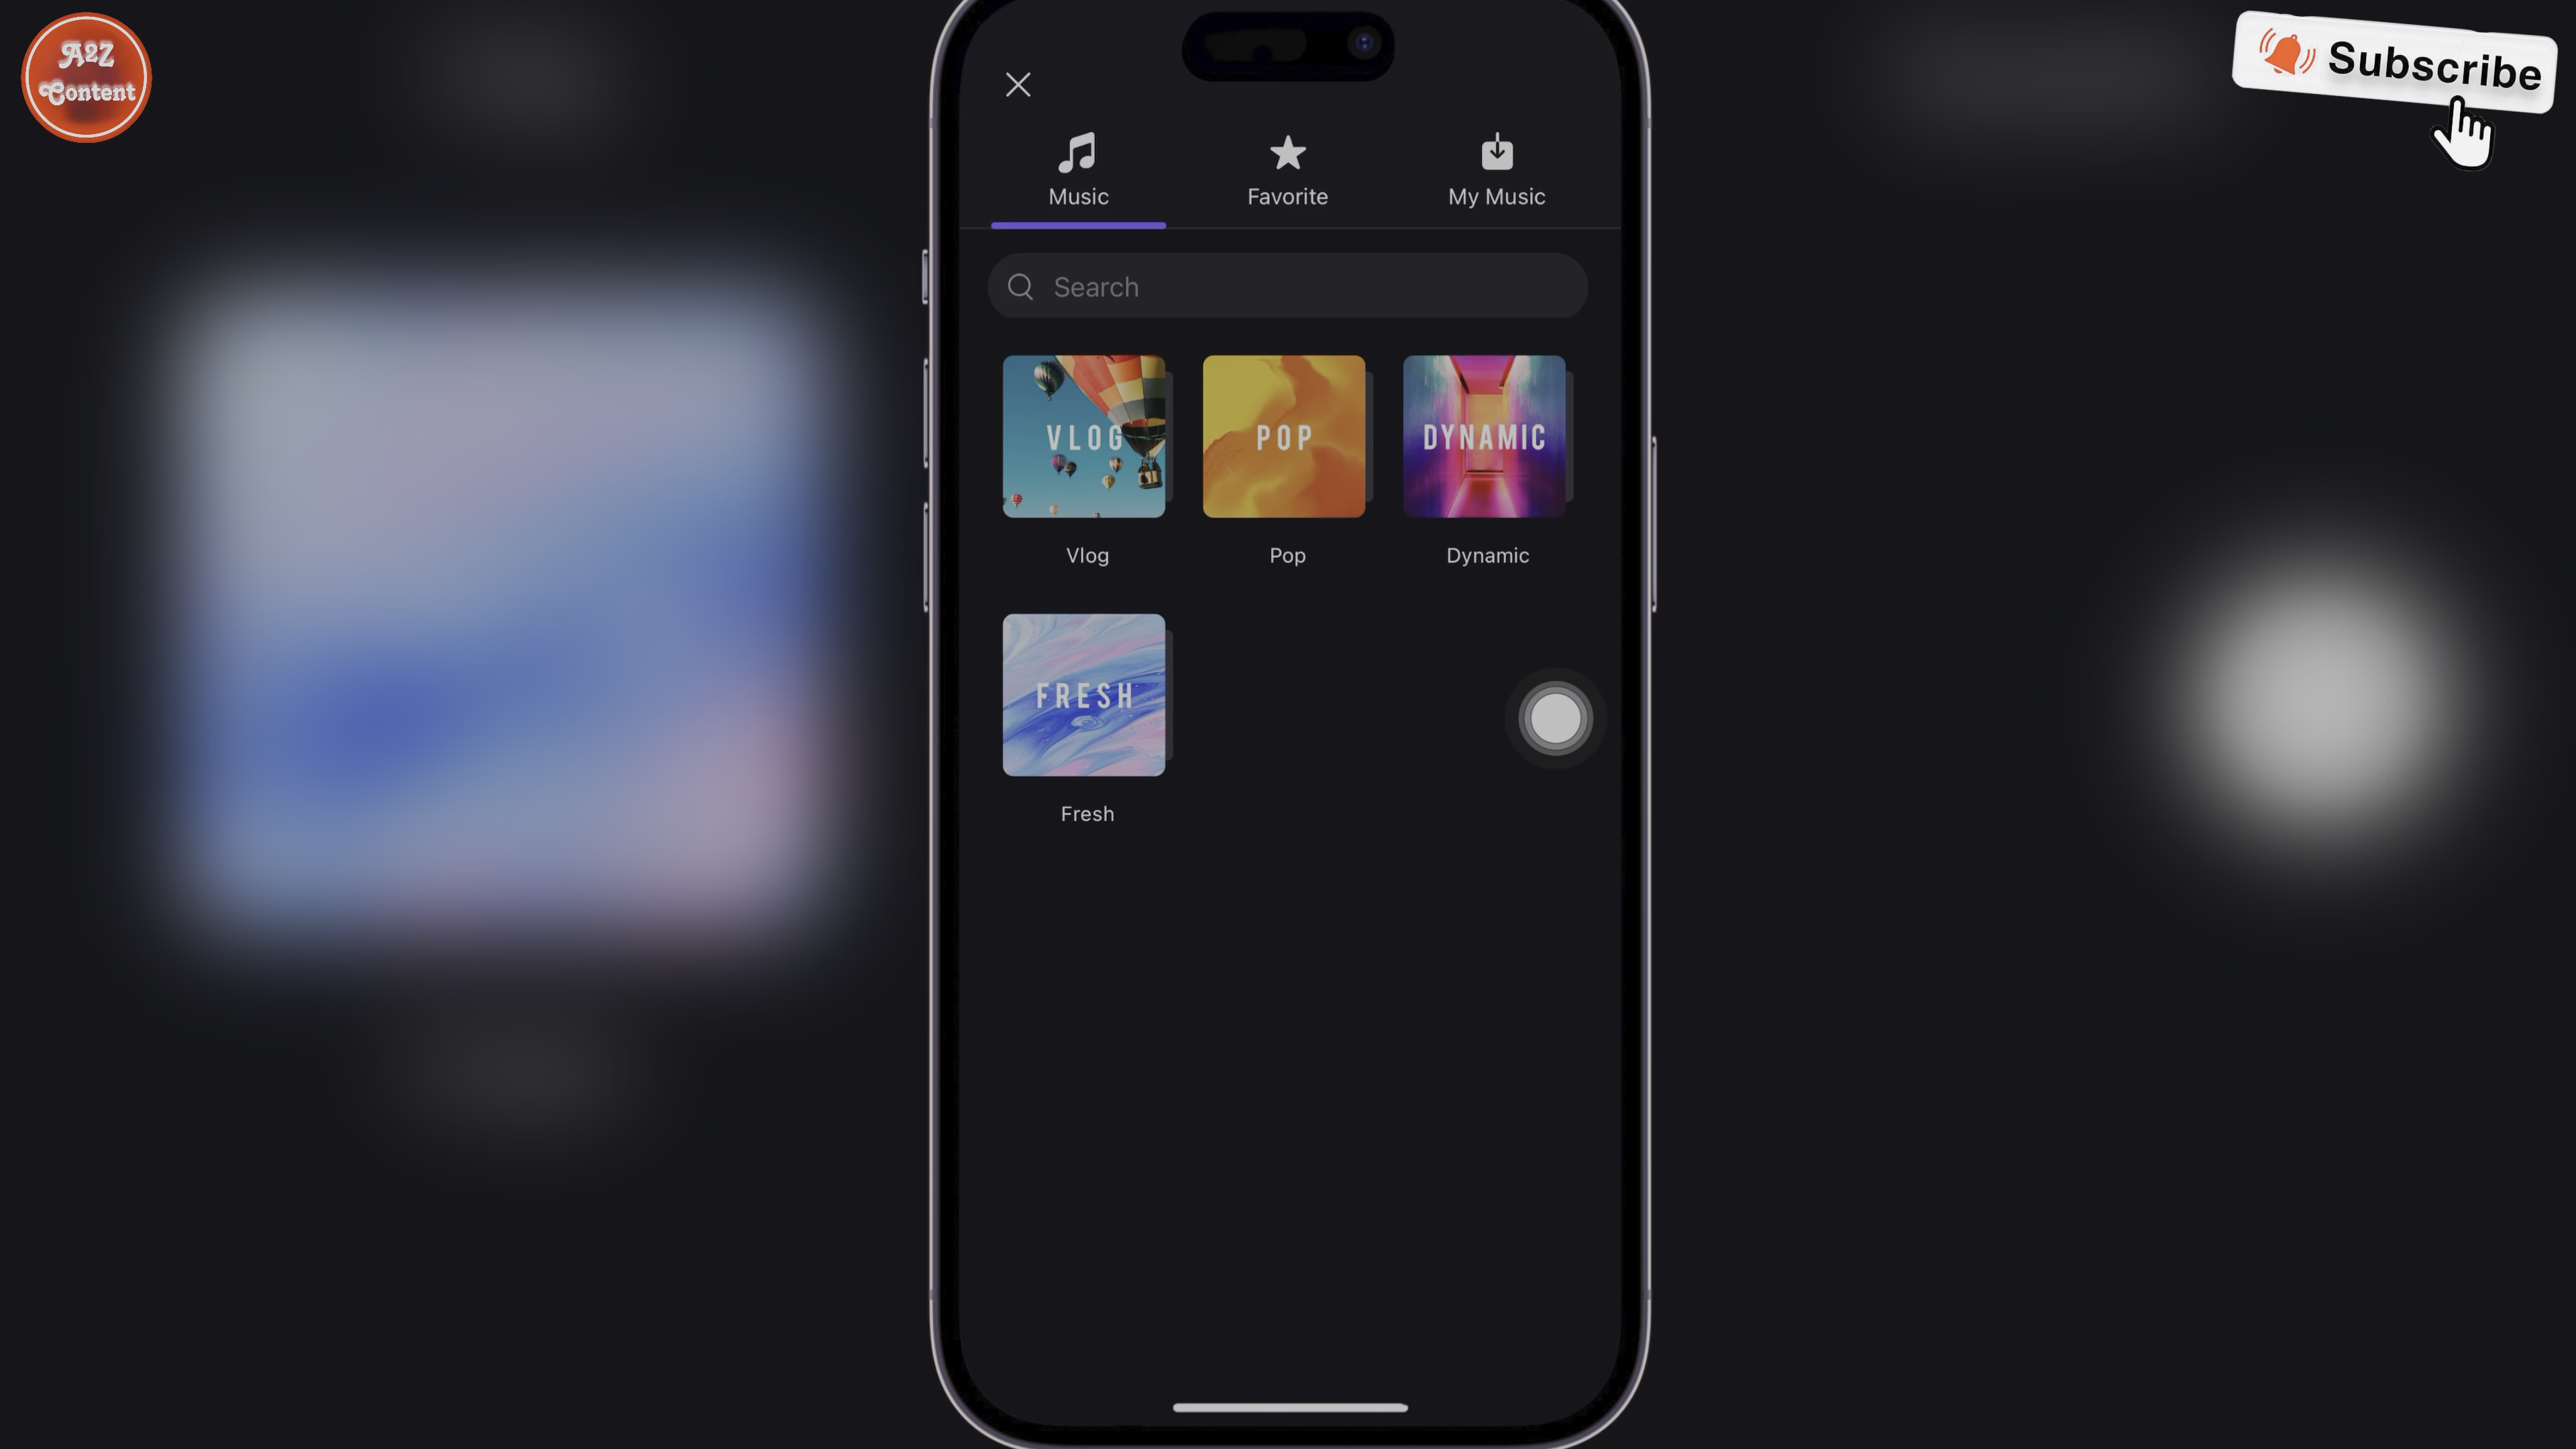 A2Z
Content
Subscribe
Music
Favorite
My Music
Search
VLOG
POP
DYNAMIC
Vlog
Pop
Dynamic
FRESH
Fresh